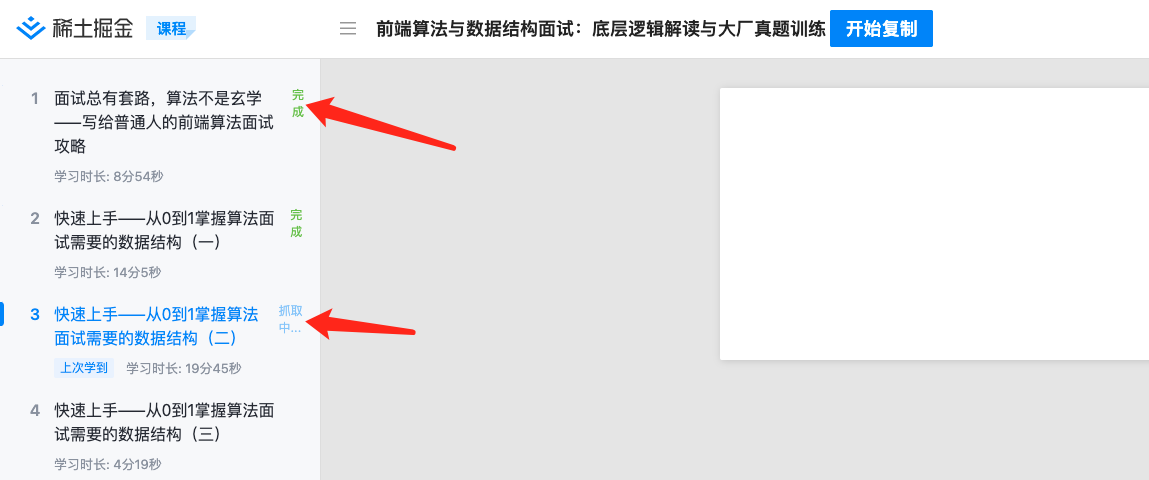 稀土掘金 课程 前端算法与数据结构面试：底层逻辑解读与大厂真题训练 开始复制
1 面试总有套路，算法不是玄学 完
——写给普通人的前端算法面试 成
攻略
学习时长: 8分54秒
2 快速上手——从0到1掌握算法面 完
试需要的数据结构（一） 成
学习时长: 14分5秒
3 快速上手——从0到1掌握算法 抓取
面试需要的数据结构（二） 中...
上次学到 学习时长: 19分45秒
4 快速上手——从0到1掌握算法面
试需要的数据结构（三）
学习时长: 4分19秒